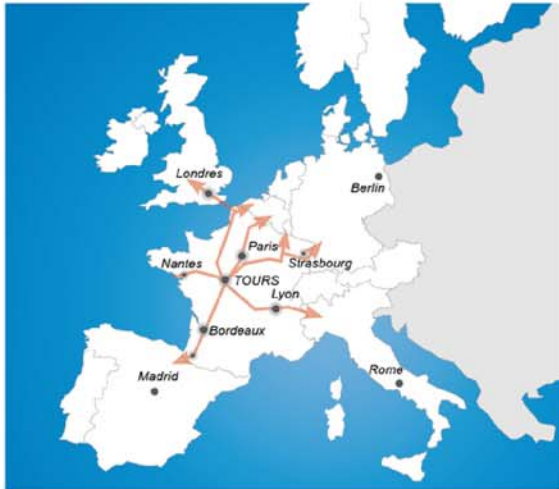 Londres
Berlin
Paris
Nantes
Strasbourg
TOURS
Lyon
Bordeaux
Madrid
Rome